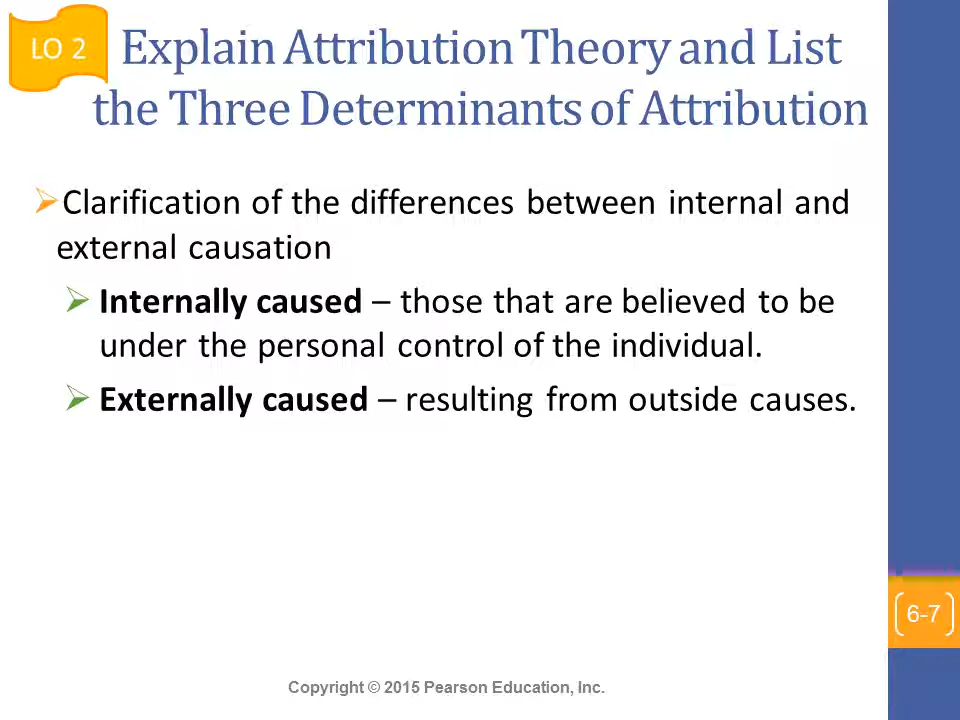 LO 2
Explain Attribution Theory and List
the Three Determinants of Attribution
Clarification of the differences between internal and
external causation
Internally caused – those that are believed to be
under the personal control of the individual.
Externally caused – resulting from outside causes.
6-7
Copyright © 2015 Pearson Education, Inc.